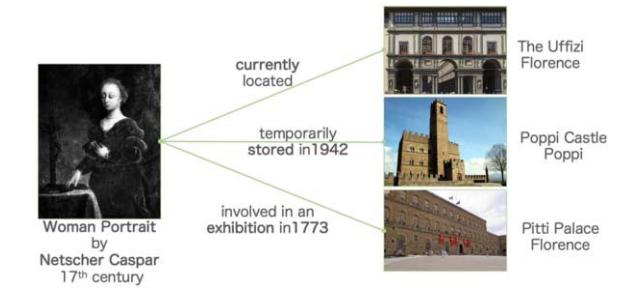 currently
located
The Uffizi
Florence
temporarily
stored in1942
Poppi Castle
Poppi
involved in an
exhibition in1773
Pitti Palace
Florence
Woman Portrait
by
Netscher Caspar
17th century